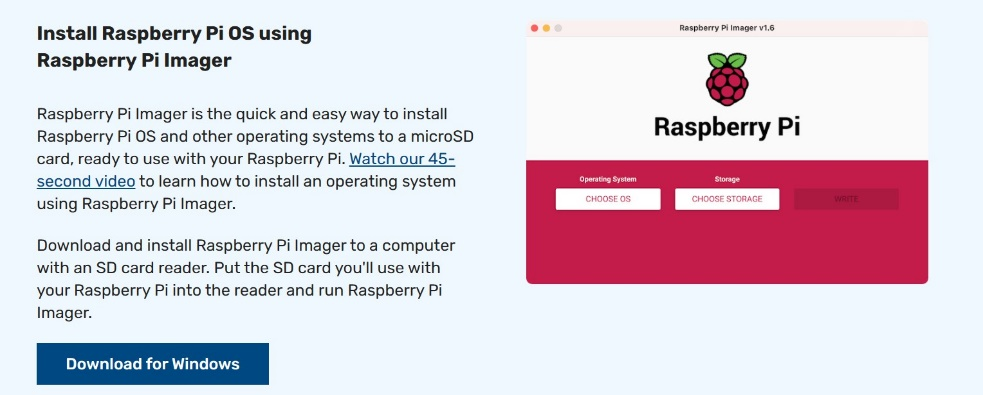 Install Raspberry Pi OS using
Raspberry Pi Imager
Raspberry Pi Imager is the quick and easy way to install
Raspberry Pi OS and other operating systems to a microSD
card, ready to use with your Raspberry Pi. Watch our 45-
second video to learn how to install an operating system
using Raspberry Pi Imager.
Download and install Raspberry Pi Imager to a computer
with an SD card reader. Put the SD card you'll use with
your Raspberry Pi into the reader and run Raspberry Pi
Imager.
Download for Windows
Raspberry Pi Imager v1.6
Raspberry Pi
Operating System
Storage
CHOOSE OS
CHOOSE STORAGE
WRITE